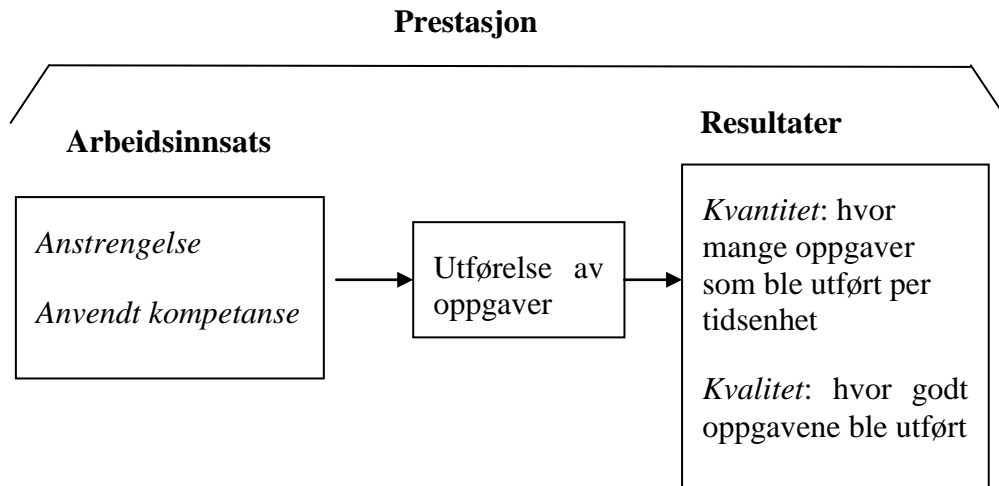 Prestasjon
Arbeidsinnsats
Anstrengelse
Anvendt kompetanse
Utførelse av
oppgaver
Resultater
Kvantitet: hvor
mange oppgaver
som ble utført per
tidsenhet
Kvalitet: hvor godt
oppgavene ble utført